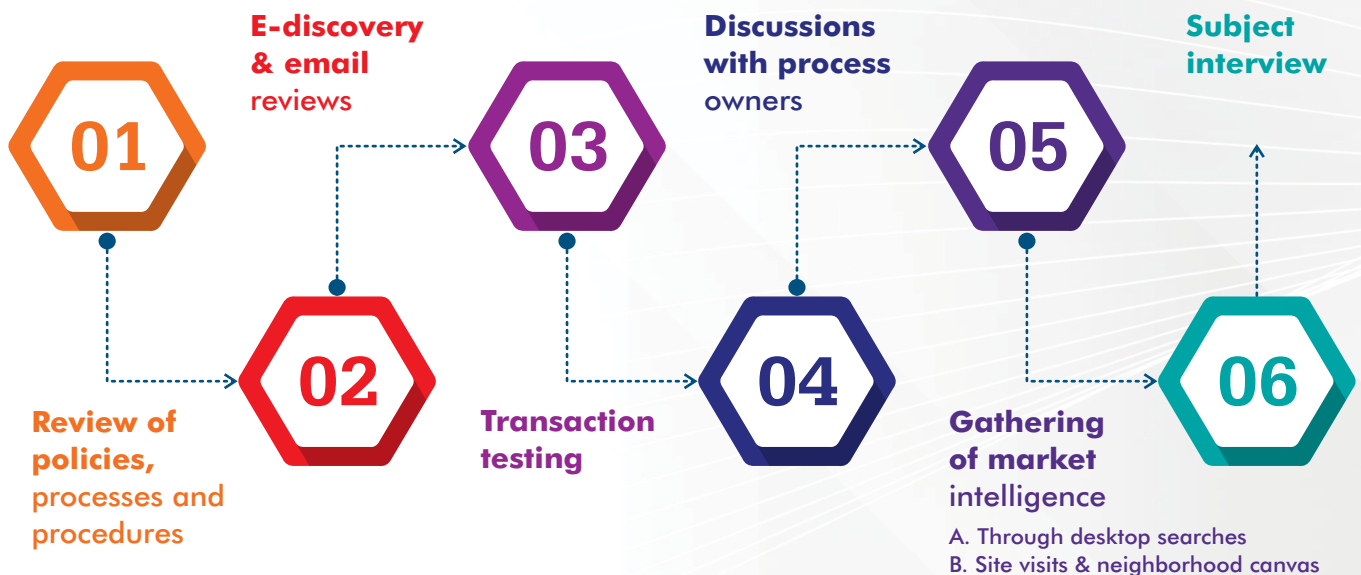 01
Review of
policies,
processes and
procedures
E-discovery
& email
reviews
02
03
Transaction
testing
Discussions
with process
owners
04
05
Gathering
of market
intelligence
A. Through desktop searches
B. Site visits & neighborhood canvas
Subject
interview
06